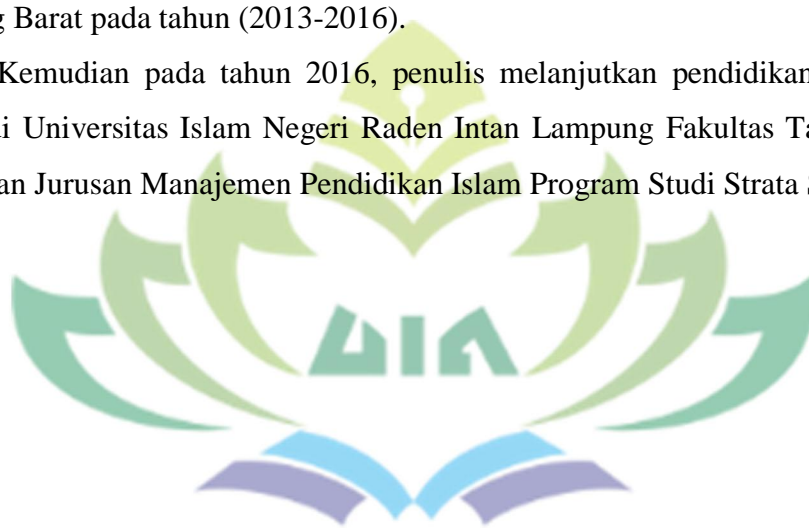 g Barat pada tahun (2013-2016).
Kemudian pada tahun 2016, penulis melanjutkan pendidikan
di Universitas Islam Negeri Raden Intan Lampung Fakultas Ta
an Jurusan Manajemen Pendidikan Islam Program Studi Strata S
UIN